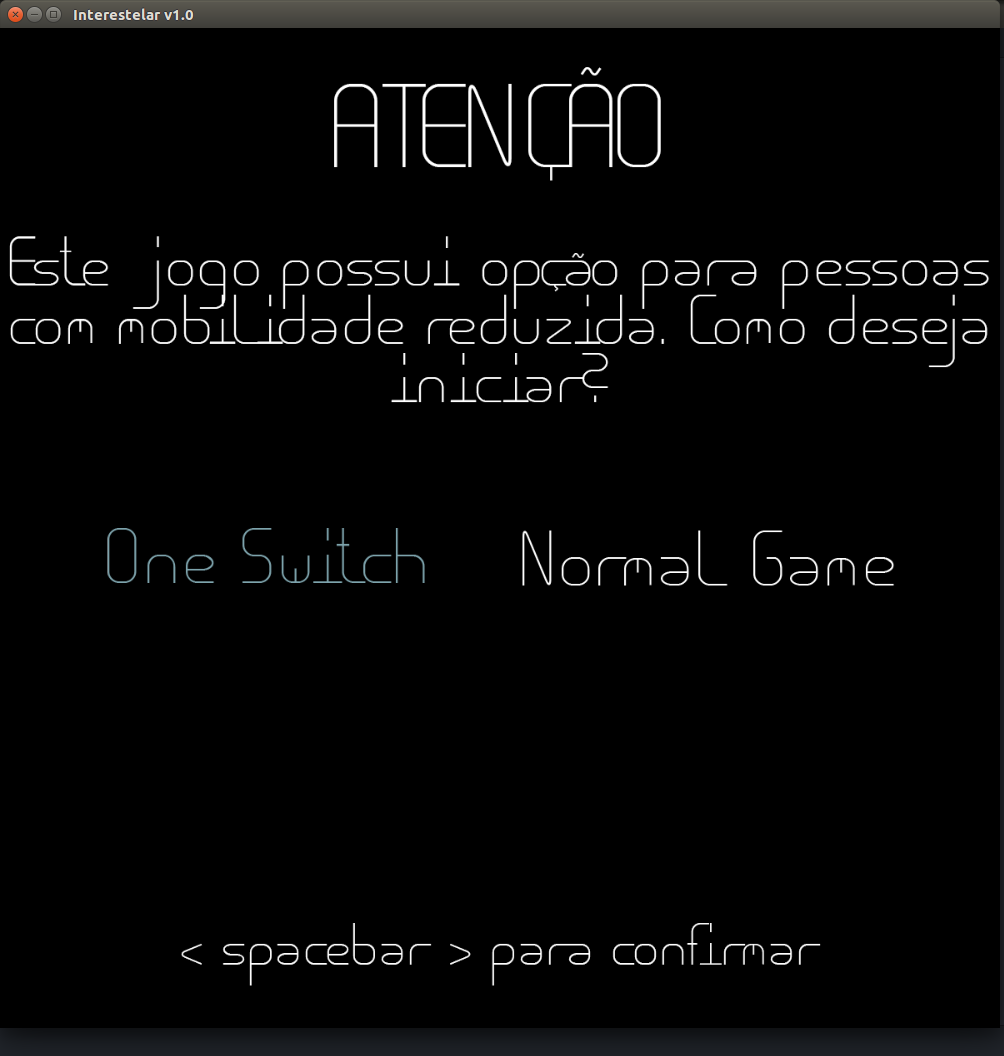 Interestelar v1.0
ATENÇÃO
Este jogo possui opção para pessoas
com mobilidade reduzida. Como deseja
iniciar?
One Switch Normal Game
< spacebar > para confirmar